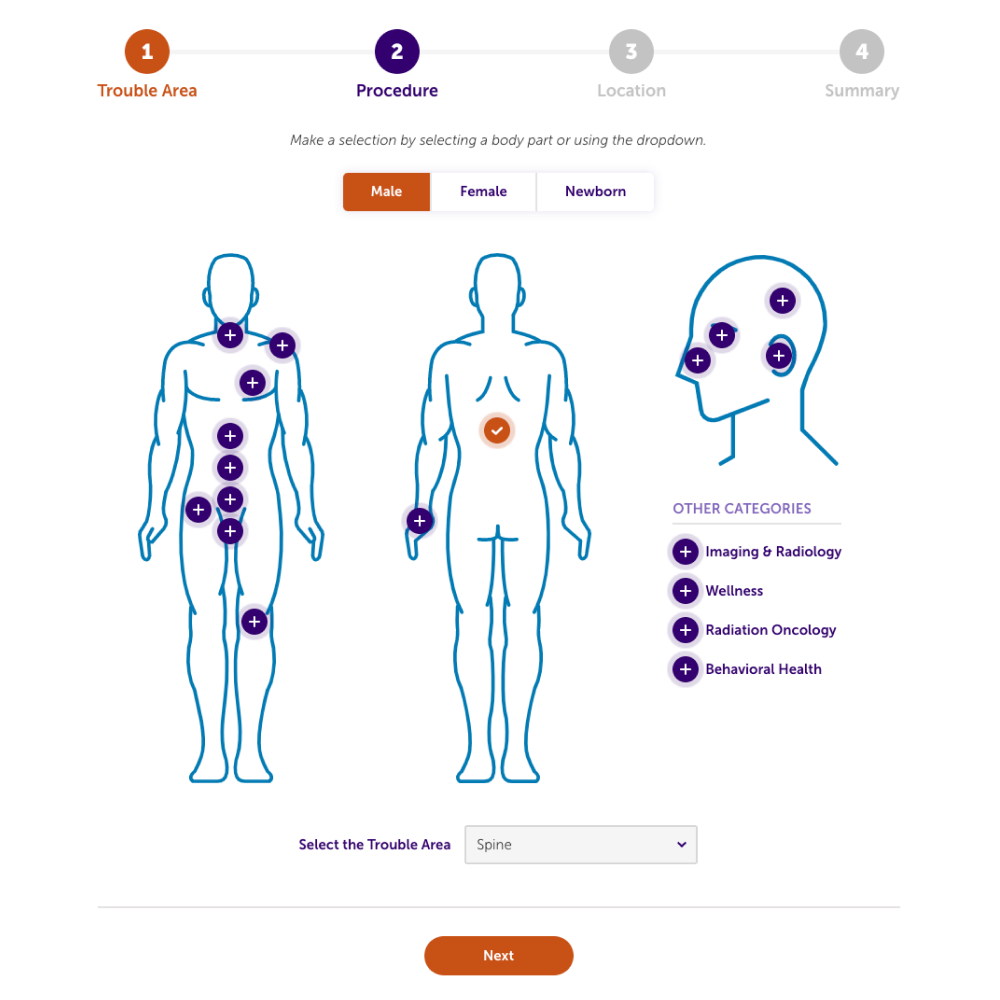 1
2
3
4
Trouble Area
Procedure
Location
Summary
Make a selection by selecting a body part or using the dropdown.
Male
Female
Newborn
OTHER CATEGORIES
Imaging & Radiology
Wellness
Radiation Oncology
Behavioral Health
Select the Trouble Area
Spine
Next